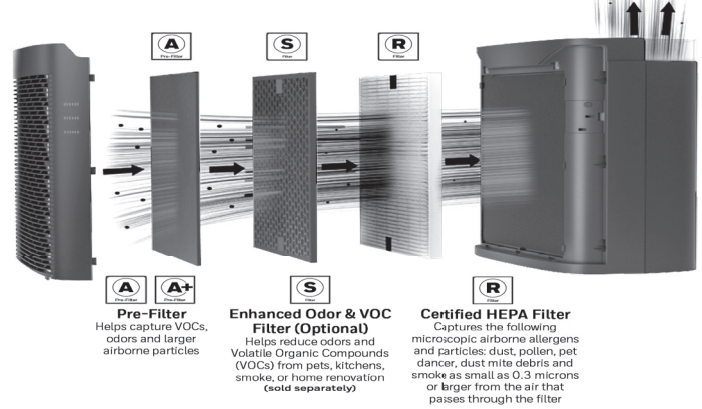 A
Pre-Filter
S
Filter
R
Filter
A
Pre-Filter
A+
Pre-Filter
Pre-Filter
Helps capture VOCs,
odors and larger
airborne particles
S
Filter
Enhanced Odor & VOC
Filter (Optional)
Helps reduce odors and
Volatile Organic Compounds
(VOCs) from pets, kitchens,
smoke, or home renovation
(sold separately)
R
Filter
Certified HEPA Filter
Captures the following
microscopic airborne allergens
and particles: dust, pollen, pet
dancer, dust mite debris and
smoke as small as 0.3 microns
or larger from the air that
passes through the filter